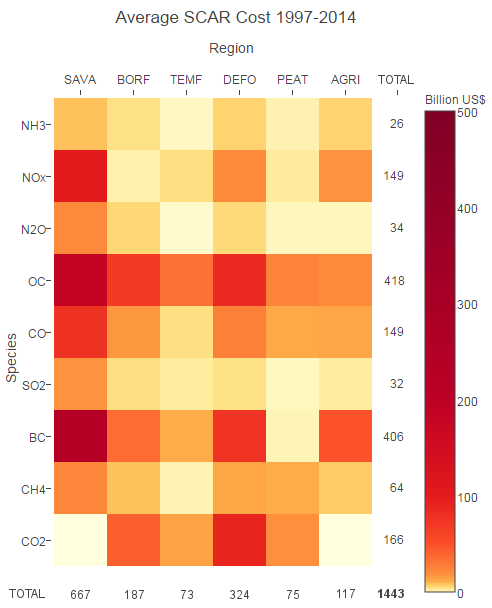 Average SCAR Cost 1997-2014
Region
SAVA BORF TEMF DEFO PEAT AGRI TOTAL
Billion US$
NH3 26
NOx 149
N2O 34
OC 418
CO 149
SO2 32
BC 406
CH4 64
CO2 166
TOTAL 667 187 73 324 75 117 1443
Species
500
400
300
200
100
0